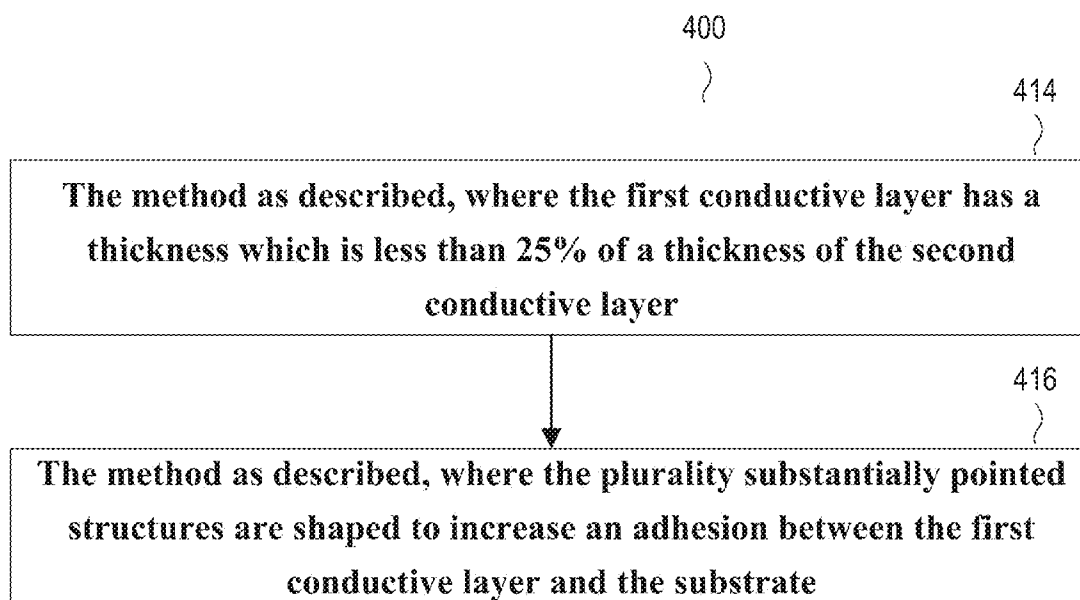 400
414
The method as described, where the first conductive layer has a
thickness which is less than 25% of a thickness of the second
conductive layer
416
The method as described, where the plurality substantially pointed
structures are shaped to increase an adhesion between the first
conductive layer and the substrate